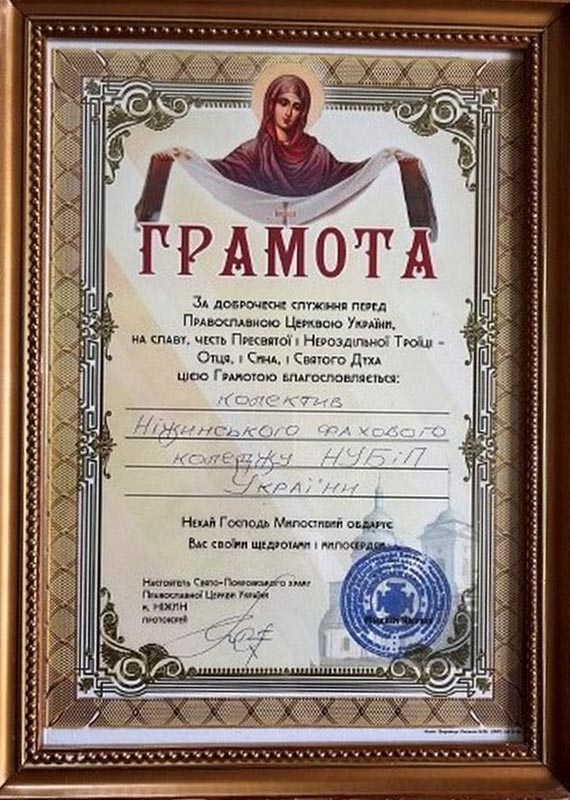 ГРАМОТА
За доброчесне служіння перед
Православною Церквою України,
на славу, честь Пресвятої і Нероздільної Троїці –
Отця, і Сина, і Святого Духа
цією Грамотою благословляється:
колектив
Ніжинського фахового
коледжу НУБіП
України
Нехай Господь Милостивий обдарує
Вас своїми щедротами і милосердям
Настоятель Свято-Покровського храму
Православної Церкви України
м. НІЖИН
протоієрей